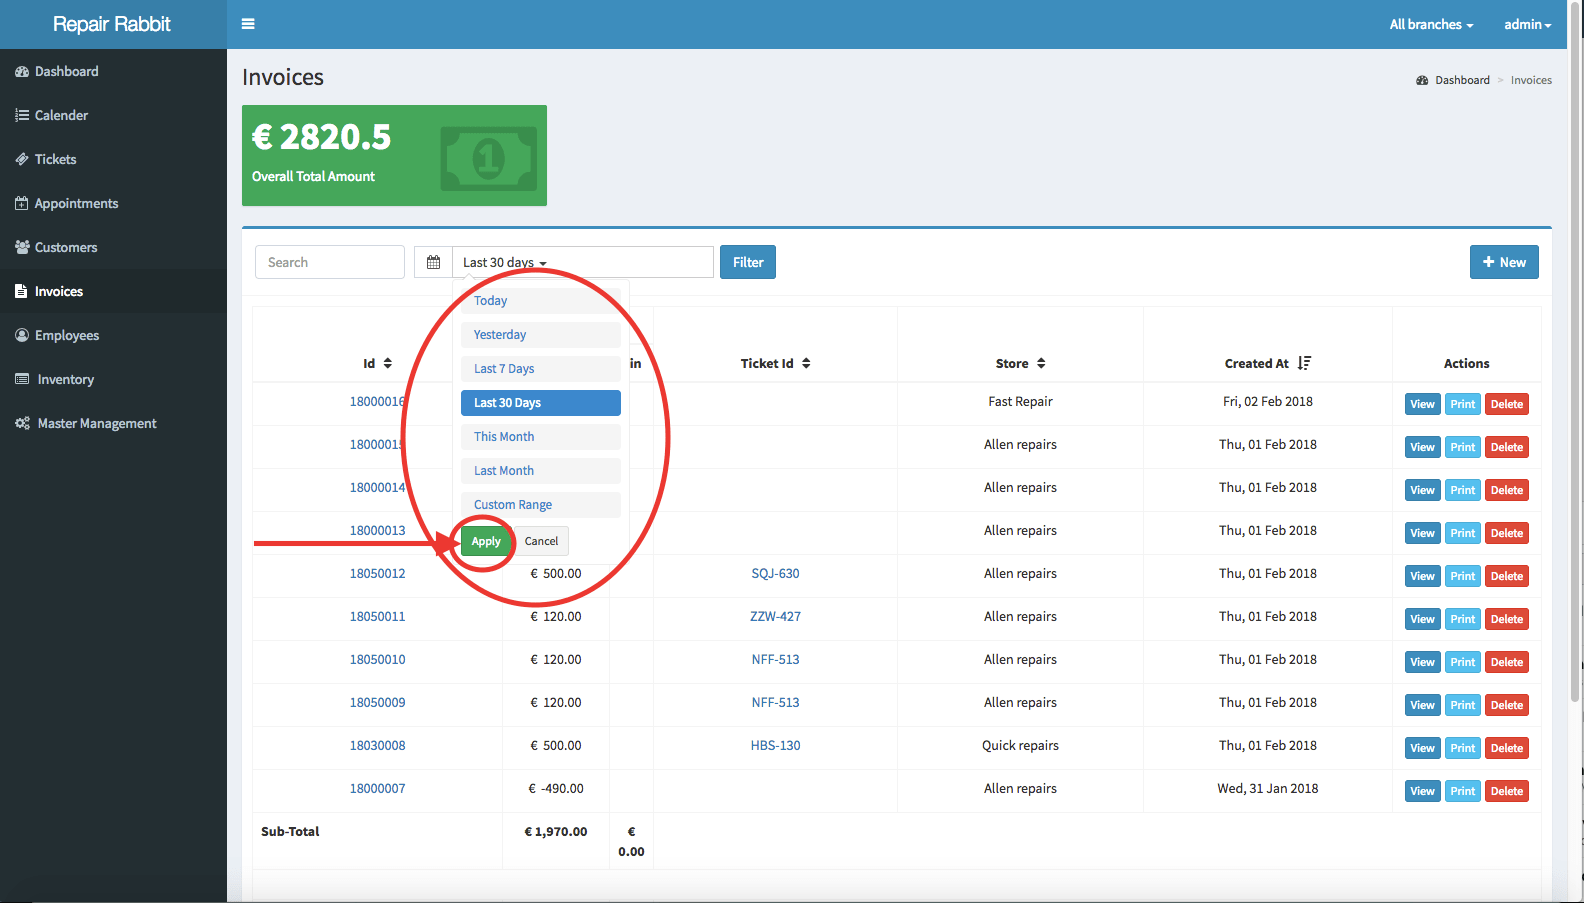 Repair Rabbit
All branches
admin
Dashboard
Calender
Tickets
Appointments
Customers
Invoices
Employees
Inventory
Master Management
Invoices
Dashboard > Invoices
€ 2820.5
Overall Total Amount
1
Search
Last 30 days
Filter
+ New
Today
Yesterday
Last 7 Days
Last 30 Days
This Month
Last Month
Custom Range
Apply Cancel
Id in Ticket Id Store Created At Actions
18000016 Fast Repair Fri, 02 Feb 2018 View Print Delete
18000015 Allen repairs Thu, 01 Feb 2018 View Print Delete
18000014 Allen repairs Thu, 01 Feb 2018 View Print Delete
18000013 Allen repairs Thu, 01 Feb 2018 View Print Delete
18050012 € 500.00 SQJ-630 Allen repairs Thu, 01 Feb 2018 View Print Delete
18050011 € 120.00 ZZW-427 Allen repairs Thu, 01 Feb 2018 View Print Delete
18050010 € 120.00 NFF-513 Allen repairs Thu, 01 Feb 2018 View Print Delete
18050009 € 120.00 NFF-513 Allen repairs Thu, 01 Feb 2018 View Print Delete
18030008 € 500.00 HBS-130 Quick repairs Thu, 01 Feb 2018 View Print Delete
18000007 € -490.00 Allen repairs Wed, 31 Jan 2018 View Print Delete
Sub-Total € 1,970.00 €
0.00